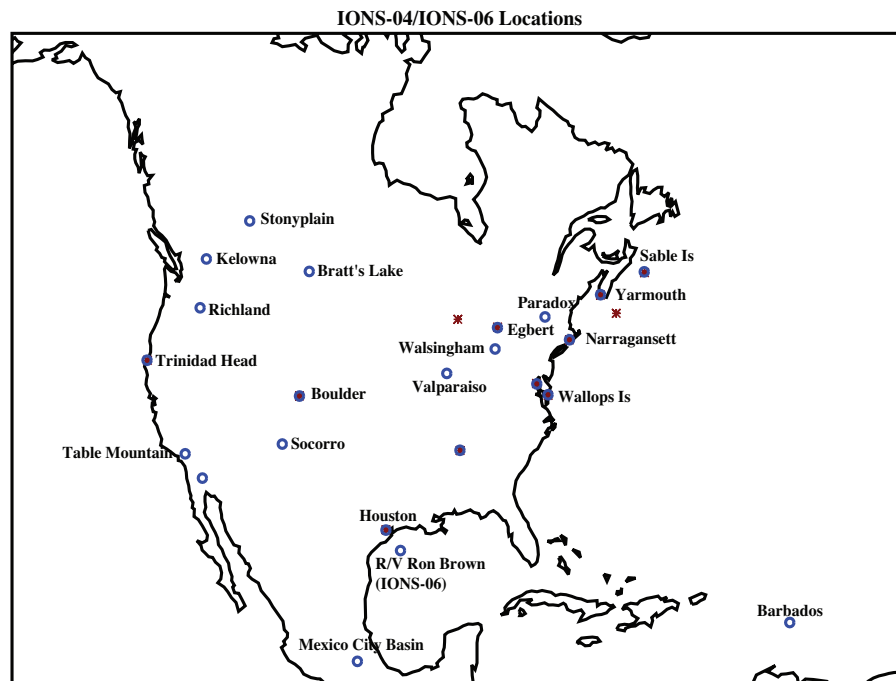 IONS-04/IONS-06 Locations
Stonyplain
Kelowna
Bratt's Lake
Sable Is
Richland
Paradox
Yarmouth
Egbert
Narragansett
Walsingham
Trinidad Head
Valparaiso
Boulder
Wallops Is
Table Mountain
Socorro
Houston
R/V Ron Brown
(IONS-06)
Barbados
Mexico City Basin